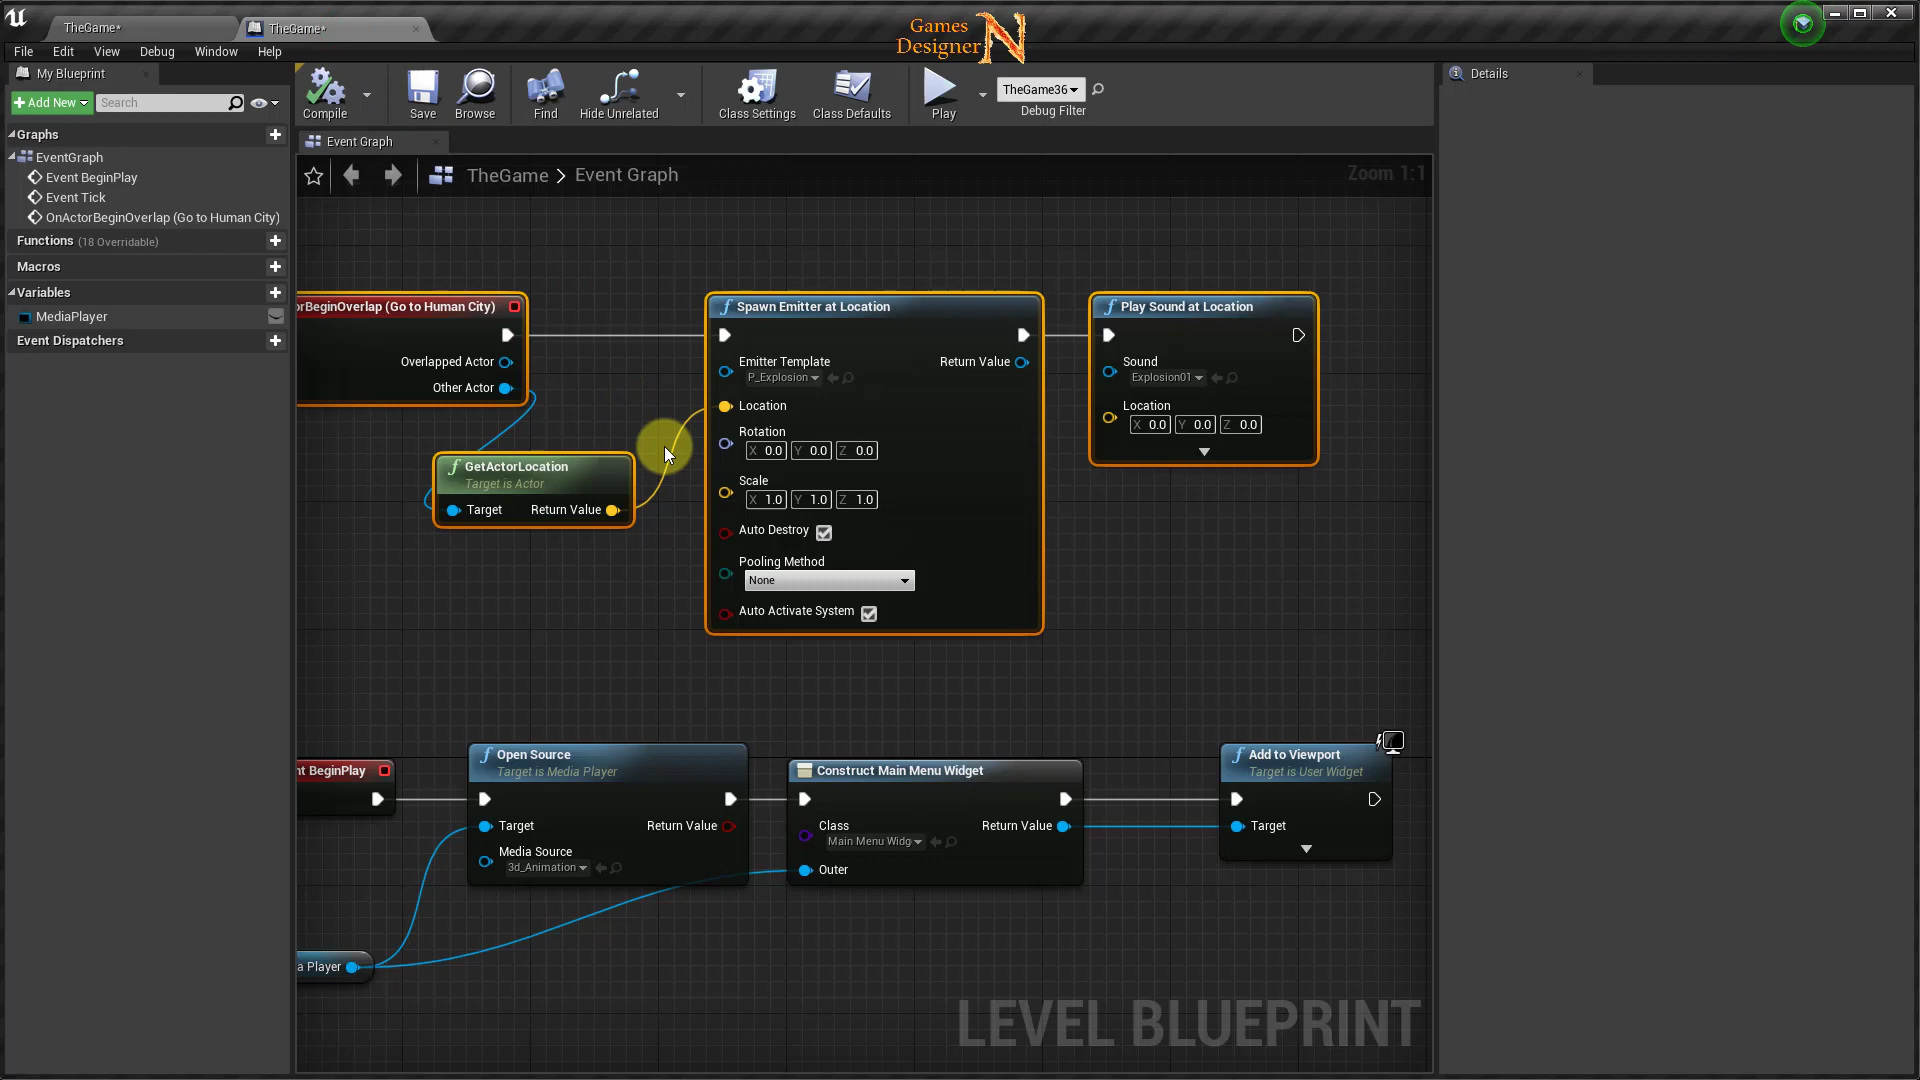 TheGame*
TheGame*
Games
Designer N
File Edit View Debug Window Help
My Blueprint
Details
Add New
Search
Compile
Save
Browse
Find
Hide Unrelated
Class Settings
Class Defaults
Play
TheGame36
Debug Filter
Graphs
EventGraph
Event BeginPlay
Event Tick
OnActorBeginOverlap (Go to Human City)
Functions (18 Overridable)
Macros
Variables
MediaPlayer
Event Dispatchers
Event Graph
TheGame > Event Graph
Zoom 1:1
orBeginOverlap (Go to Human City)
Overlapped Actor
Other Actor
GetActorLocation
Target is Actor
Target Return Value
Spawn Emitter at Location
Emitter Template Return Value
P_Explosion
Location
Rotation
X 0.0 Y 0.0 Z 0.0
Scale
X 1.0 Y 1.0 Z 1.0
Auto Destroy
Pooling Method
None
Auto Activate System
Play Sound at Location
Sound
Explosion01
Location
X 0.0 Y 0.0 Z 0.0
nt BeginPlay
Open Source
Target is Media Player
Target Return Value
Media Source
3d_Animation
Construct Main Menu Widget
Class Return Value
Main Menu Widg
Outer
Add to Viewport
Target is User Widget
Target
a Player
LEVEL BLUEPRINT